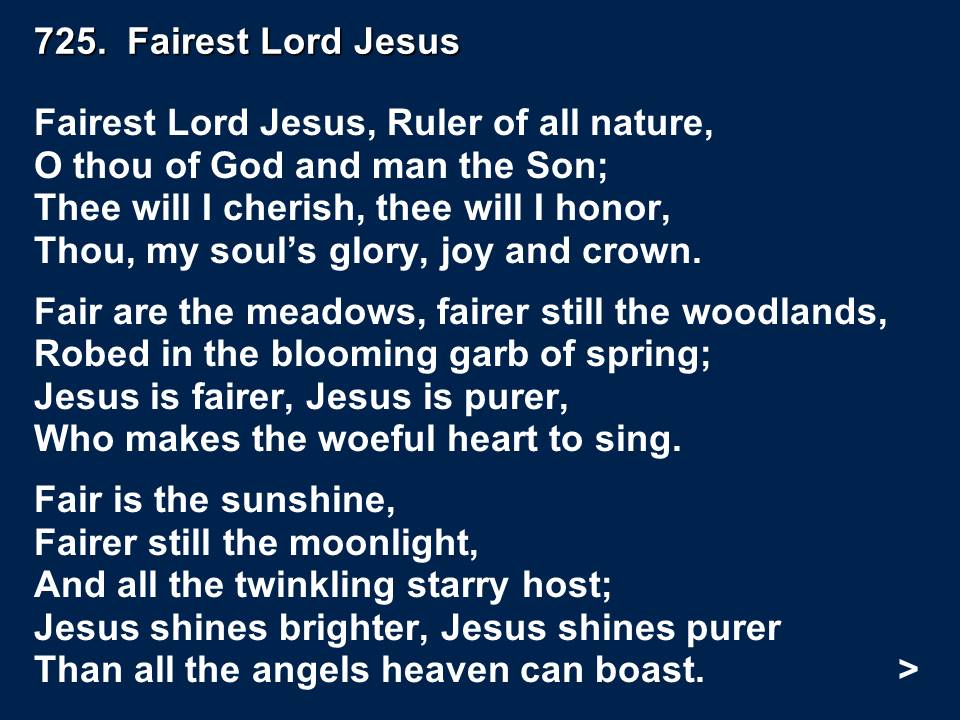 725.  Fairest Lord Jesus
Fairest Lord Jesus, Ruler of all nature,
O thou of God and man the Son;
Thee will I cherish, thee will I honor,
Thou, my soul’s glory, joy and crown.
Fair are the meadows, fairer still the woodlands,
Robed in the blooming garb of spring;
Jesus is fairer, Jesus is purer,
Who makes the woeful heart to sing.
Fair is the sunshine,
Fairer still the moonlight,
And all the twinkling starry host;
Jesus shines brighter, Jesus shines purer
Than all the angels heaven can boast. >